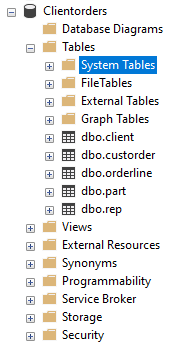 Clientorders
Database Diagrams
Tables
System Tables
FileTables
External Tables
Graph Tables
dbo.client
dbo.custorder
dbo.orderline
dbo.part
dbo.rep
Views
External Resources
Synonyms
Programmability
Service Broker
Storage
Security